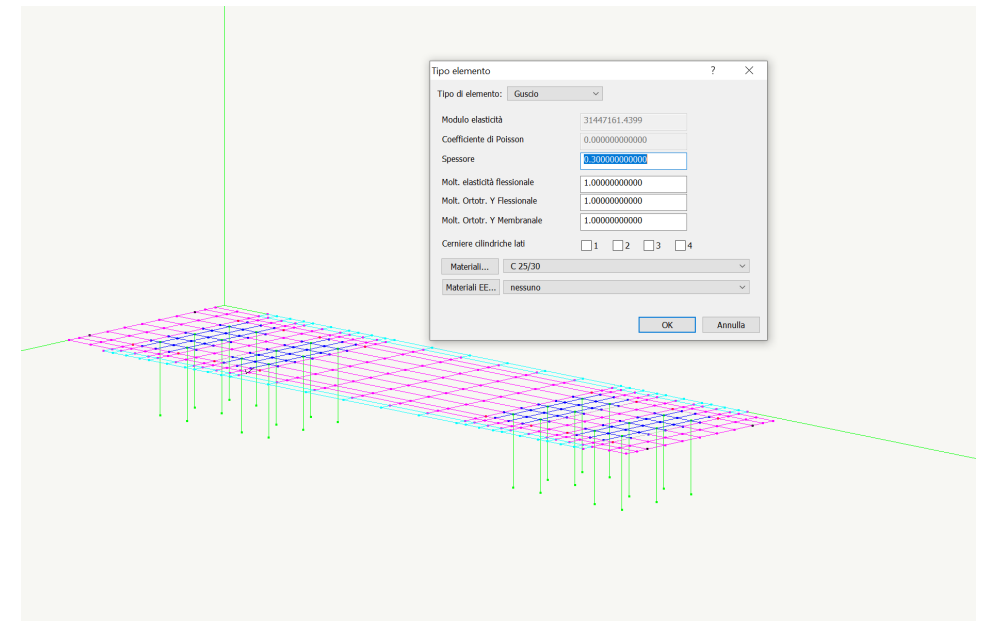 Tipo elemento ?
Tipo di elemento: Guscio
Modulo elasticità 31447161.4399
Coefficiente di Poisson 0.000000000000
Spessore 0.300000000000
Molt. elasticità flessionale 1.00000000000
Molt. Ortotr. Y Flessionale 1.00000000000
Molt. Ortotr. Y Membranale 1.00000000000
Cerniere cilindriche lati 1 2 3 4
Materiali... C 25/30
Materiali EE... nessuno
OK Annulla